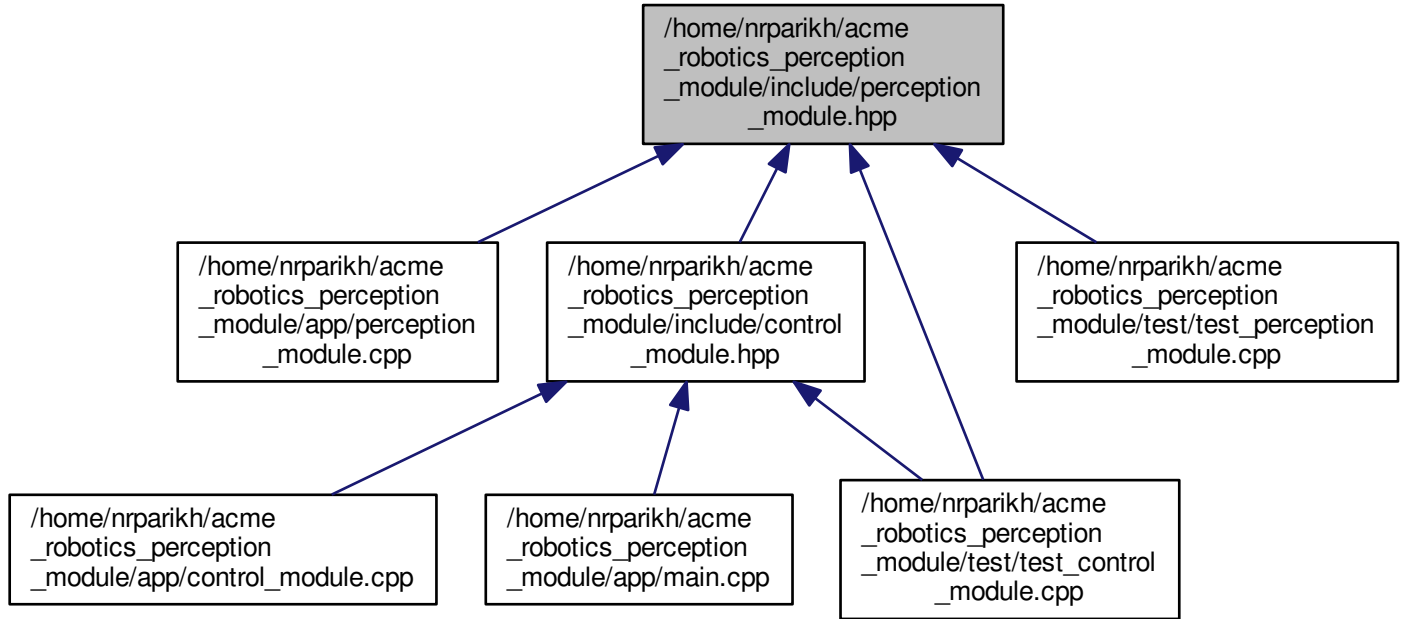 /home/nrparikh/acme
_robotics_perception
_module/include/perception
_module.hpp
/home/nrparikh/acme
_robotics_perception
_module/app/perception
_module.cpp
/home/nrparikh/acme
_robotics_perception
_module/include/control
_module.hpp
/home/nrparikh/acme
_robotics_perception
_module/test/test_perception
_module.cpp
/home/nrparikh/acme
_robotics_perception
_module/app/control_module.cpp
/home/nrparikh/acme
_robotics_perception
_module/app/main.cpp
/home/nrparikh/acme
_robotics_perception
_module/test/test_control
_module.cpp